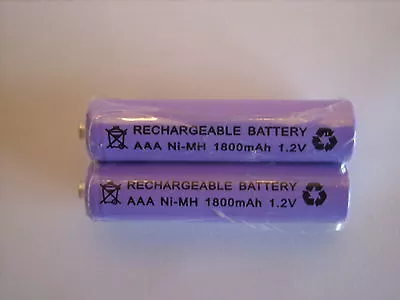 RECHARGEABLE BATTERY
AAA Ni-MH 1800mAh 1.2V
RECHARGEABLE BATTERY
AAA Ni-MH 1800mAh 1.2V